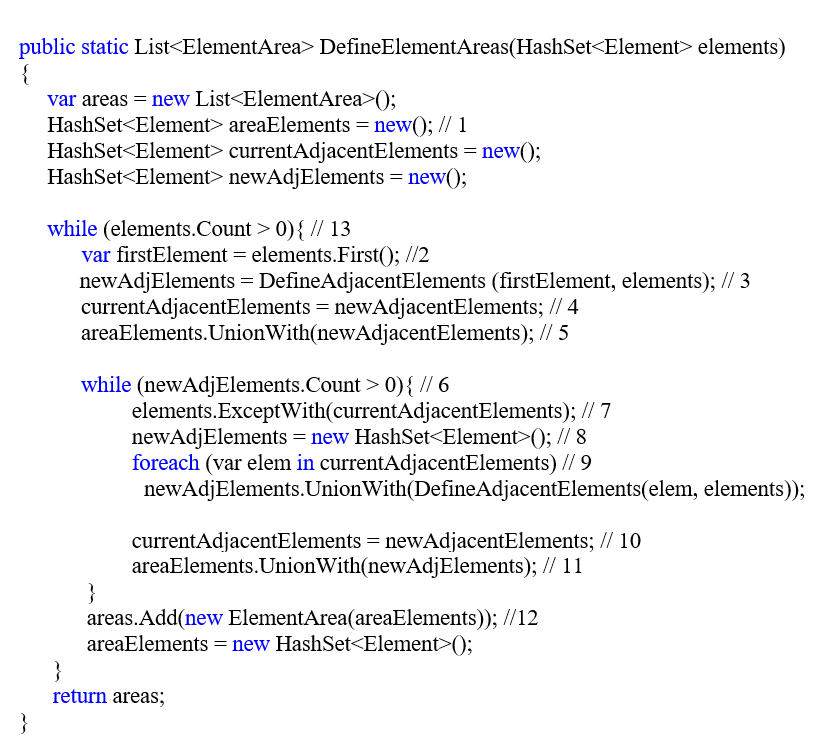 public static List<ElementArea> DefineElementAreas(HashSet<Element> elements)
{
var areas = new List<ElementArea>();
HashSet<Element> areaElements = new(); // 1
HashSet<Element> currentAdjacentElements = new();
HashSet<Element> newAdjElements = new();
while (elements.Count > 0){ // 13
var firstElement = elements.First(); //2
newAdjElements = DefineAdjacentElements (firstElement, elements); // 3
currentAdjacentElements = newAdjacentElements; // 4
areaElements.UnionWith(newAdjacentElements); // 5
while (newAdjElements.Count > 0){ // 6
elements.ExceptWith(currentAdjacentElements); // 7
newAdjElements = new HashSet<Element>(); // 8
foreach (var elem in currentAdjacentElements) // 9
newAdjElements.UnionWith(DefineAdjacentElements(elem, elements));
currentAdjacentElements = newAdjacentElements; // 10
areaElements.UnionWith(newAdjElements); // 11
}
areas.Add(new ElementArea(areaElements)); //12
areaElements = new HashSet<Element>();
}
return areas;
}